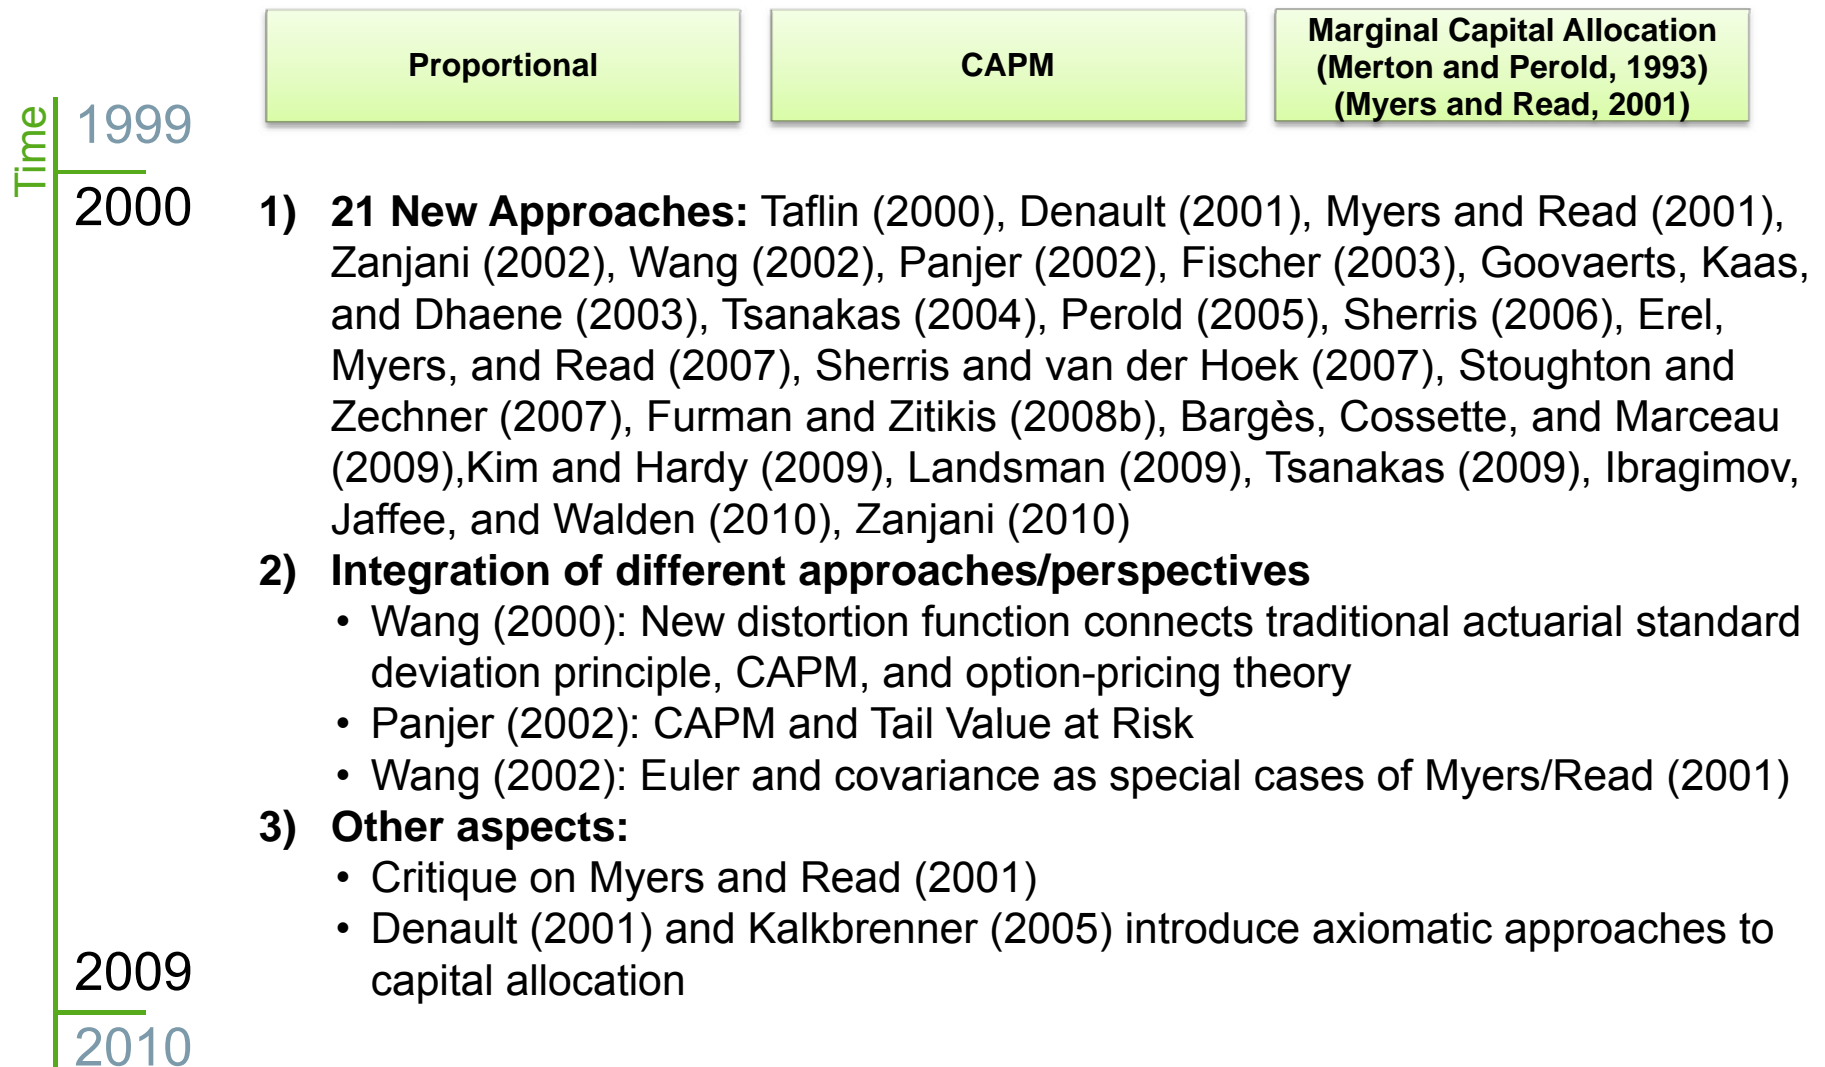 Proportional
CAPM
Marginal Capital Allocation
(Merton and Perold, 1993)
(Myers and Read, 2001)
Time
1999
2000
1) 21 New Approaches: Taflin (2000), Denault (2001), Myers and Read (2001),
Zanjani (2002), Wang (2002), Panjer (2002), Fischer (2003), Goovaerts, Kaas,
and Dhaene (2003), Tsanakas (2004), Perold (2005), Sherris (2006), Erel,
Myers, and Read (2007), Sherris and van der Hoek (2007), Stoughton and
Zechner (2007), Furman and Zitikis (2008b), Bargès, Cossette, and Marceau
(2009),Kim and Hardy (2009), Landsman (2009), Tsanakas (2009), Ibragimov,
Jaffee, and Walden (2010), Zanjani (2010)
2) Integration of different approaches/perspectives
• Wang (2000): New distortion function connects traditional actuarial standard
deviation principle, CAPM, and option-pricing theory
• Panjer (2002): CAPM and Tail Value at Risk
• Wang (2002): Euler and covariance as special cases of Myers/Read (2001)
3) Other aspects:
• Critique on Myers and Read (2001)
• Denault (2001) and Kalkbrenner (2005) introduce axiomatic approaches to
capital allocation
2009
2010